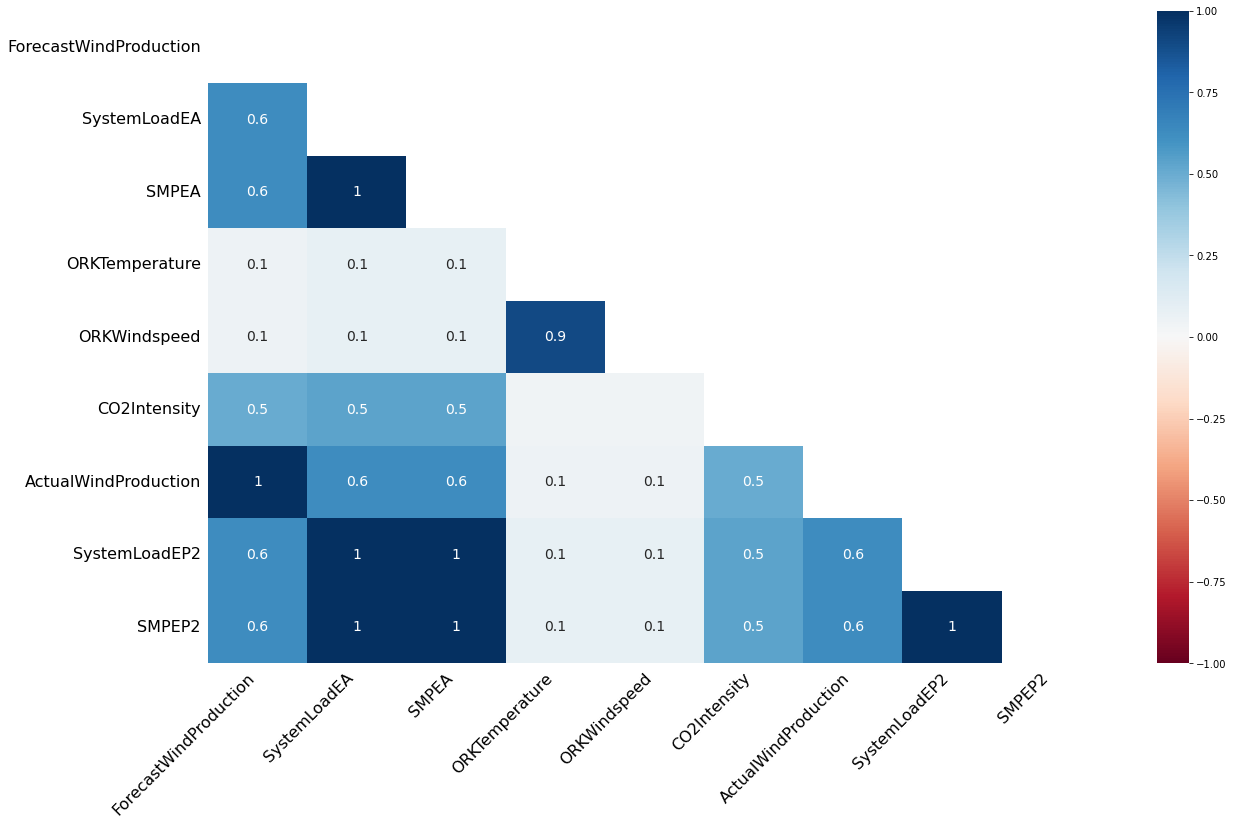 ForecastWindProduction
SystemLoadEA 0.6
SMPEA 0.6 1
ORKTemperature 0.1 0.1 0.1
ORKWindspeed 0.1 0.1 0.1 0.9
CO2Intensity 0.5 0.5 0.5
ActualWindProduction 1 0.6 0.6 0.1 0.1 0.5
SystemLoadEP2 0.6 1 1 0.1 0.1 0.5 0.6
SMPEP2 0.6 1 1 0.1 0.1 0.5 0.6 1
ForecastWindProduction SystemLoadEA SMPEA ORKTemperature ORKWindspeed CO2Intensity ActualWindProduction SystemLoadEP2 SMPEP2
1.00
0.75
0.50
0.25
0.00
−0.25
−0.50
−0.75
−1.00